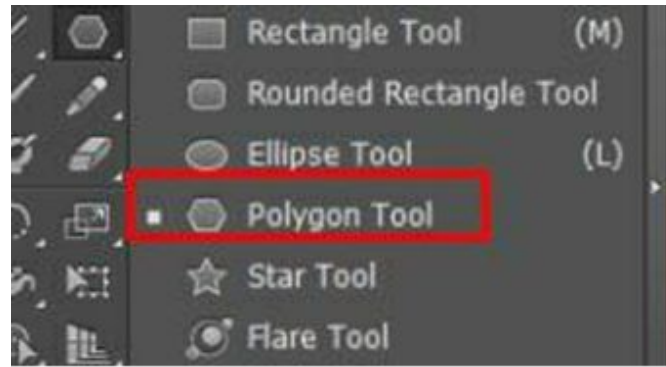 Rectangle Tool (M)
Rounded Rectangle Tool
Ellipse Tool (L)
Polygon Tool
Star Tool
Flare Tool